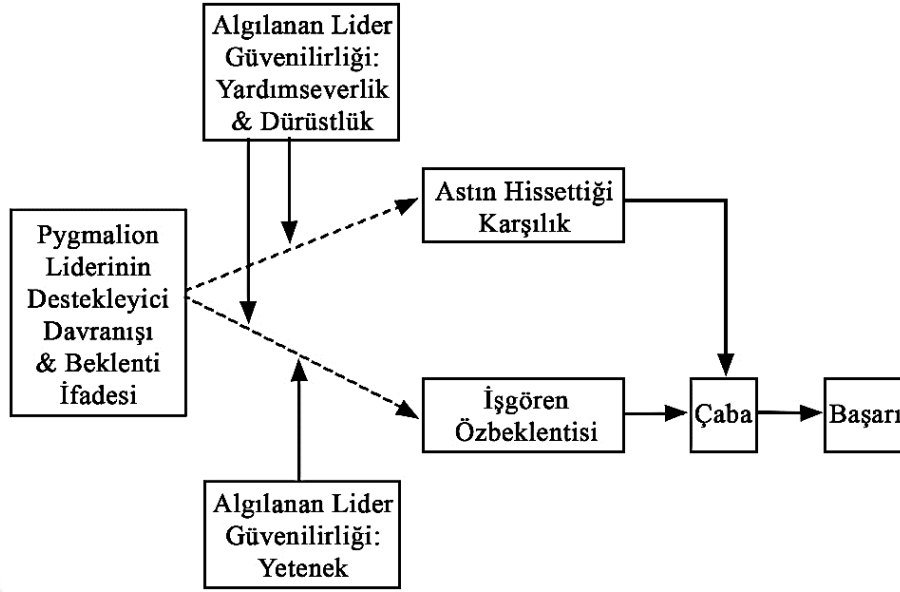 Algılanan Lider
Güvenilirliği:
Yardımseverlik
& Dürüstlük
Astın Hissettiği
Karşılık
Pygmalion
Liderinin
Destekleyici
Davranışı
& Beklenti
İfadesi
İşgören
Özbeklentisi
Çaba
Başarı
Algılanan Lider
Güvenilirliği:
Yetenek